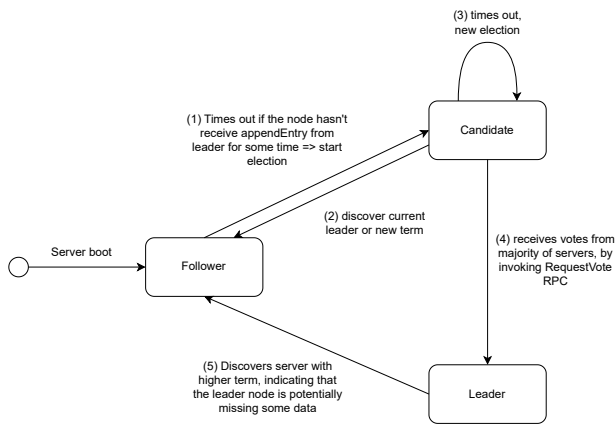 (3) times out,
new election
Candidate
(1) Times out if the node hasn't
receive appendEntry from
leader for some time => start
election
(2) discover current
leader or new term
(4) receives votes from
majority of servers, by
invoking RequestVote
RPC
Server boot
Follower
(5) Discovers server with
higher term, indicating that
the leader node is potentially
missing some data
Leader